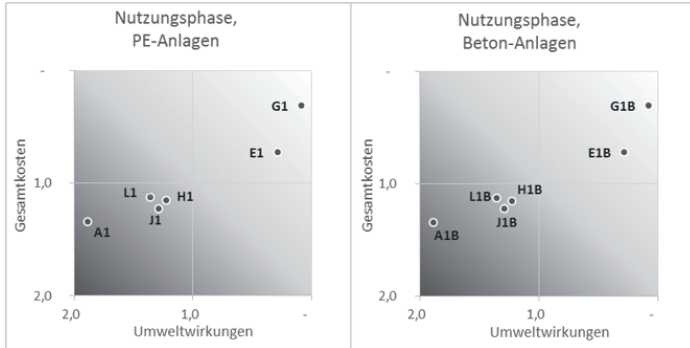 Nutzungsphase,
PE-Anlagen
-
G1
E1
Gesamtkosten
1,0
L1
H1
J1
A1
2,0
2,0
1,0
-
Umweltwirkungen
Nutzungsphase,
Beton-Anlagen
-
G1B
E1B
Gesamtkosten
1,0
L1B
H1B
J1B
A1B
2,0
2,0
1,0
-
Umweltwirkungen